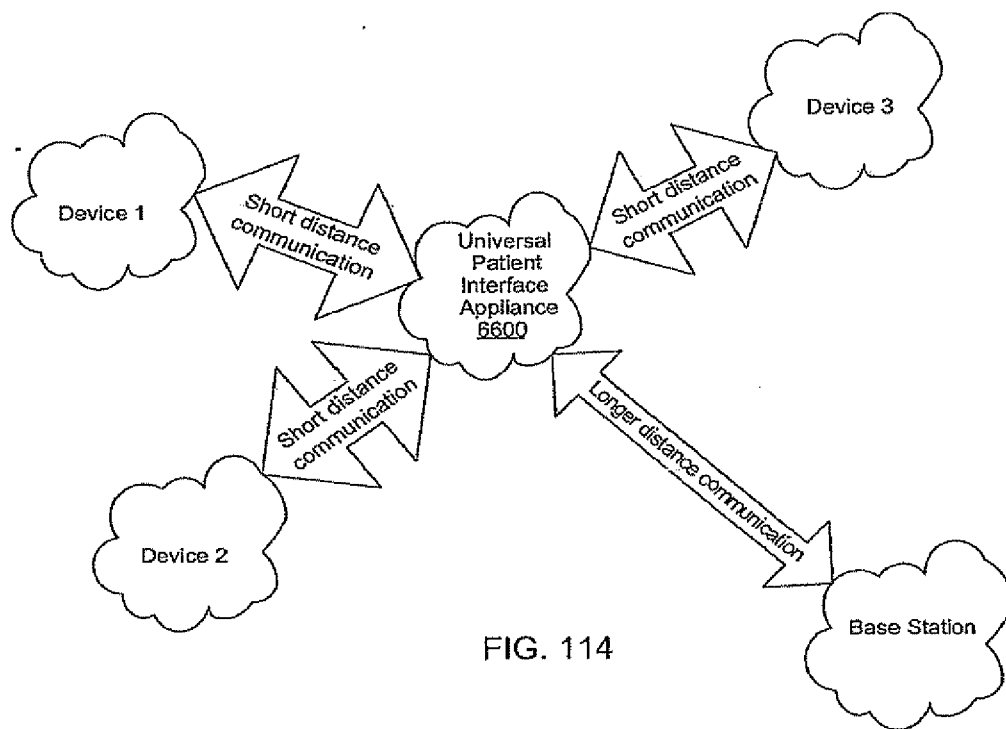 Device 3
Device 1
Short distance
communication
Short distance
communication
Universal
Patient
Interface
Appliance
6600
Short distance
communication
Longer distance communication
Device 2
Base Station
FIG. 114